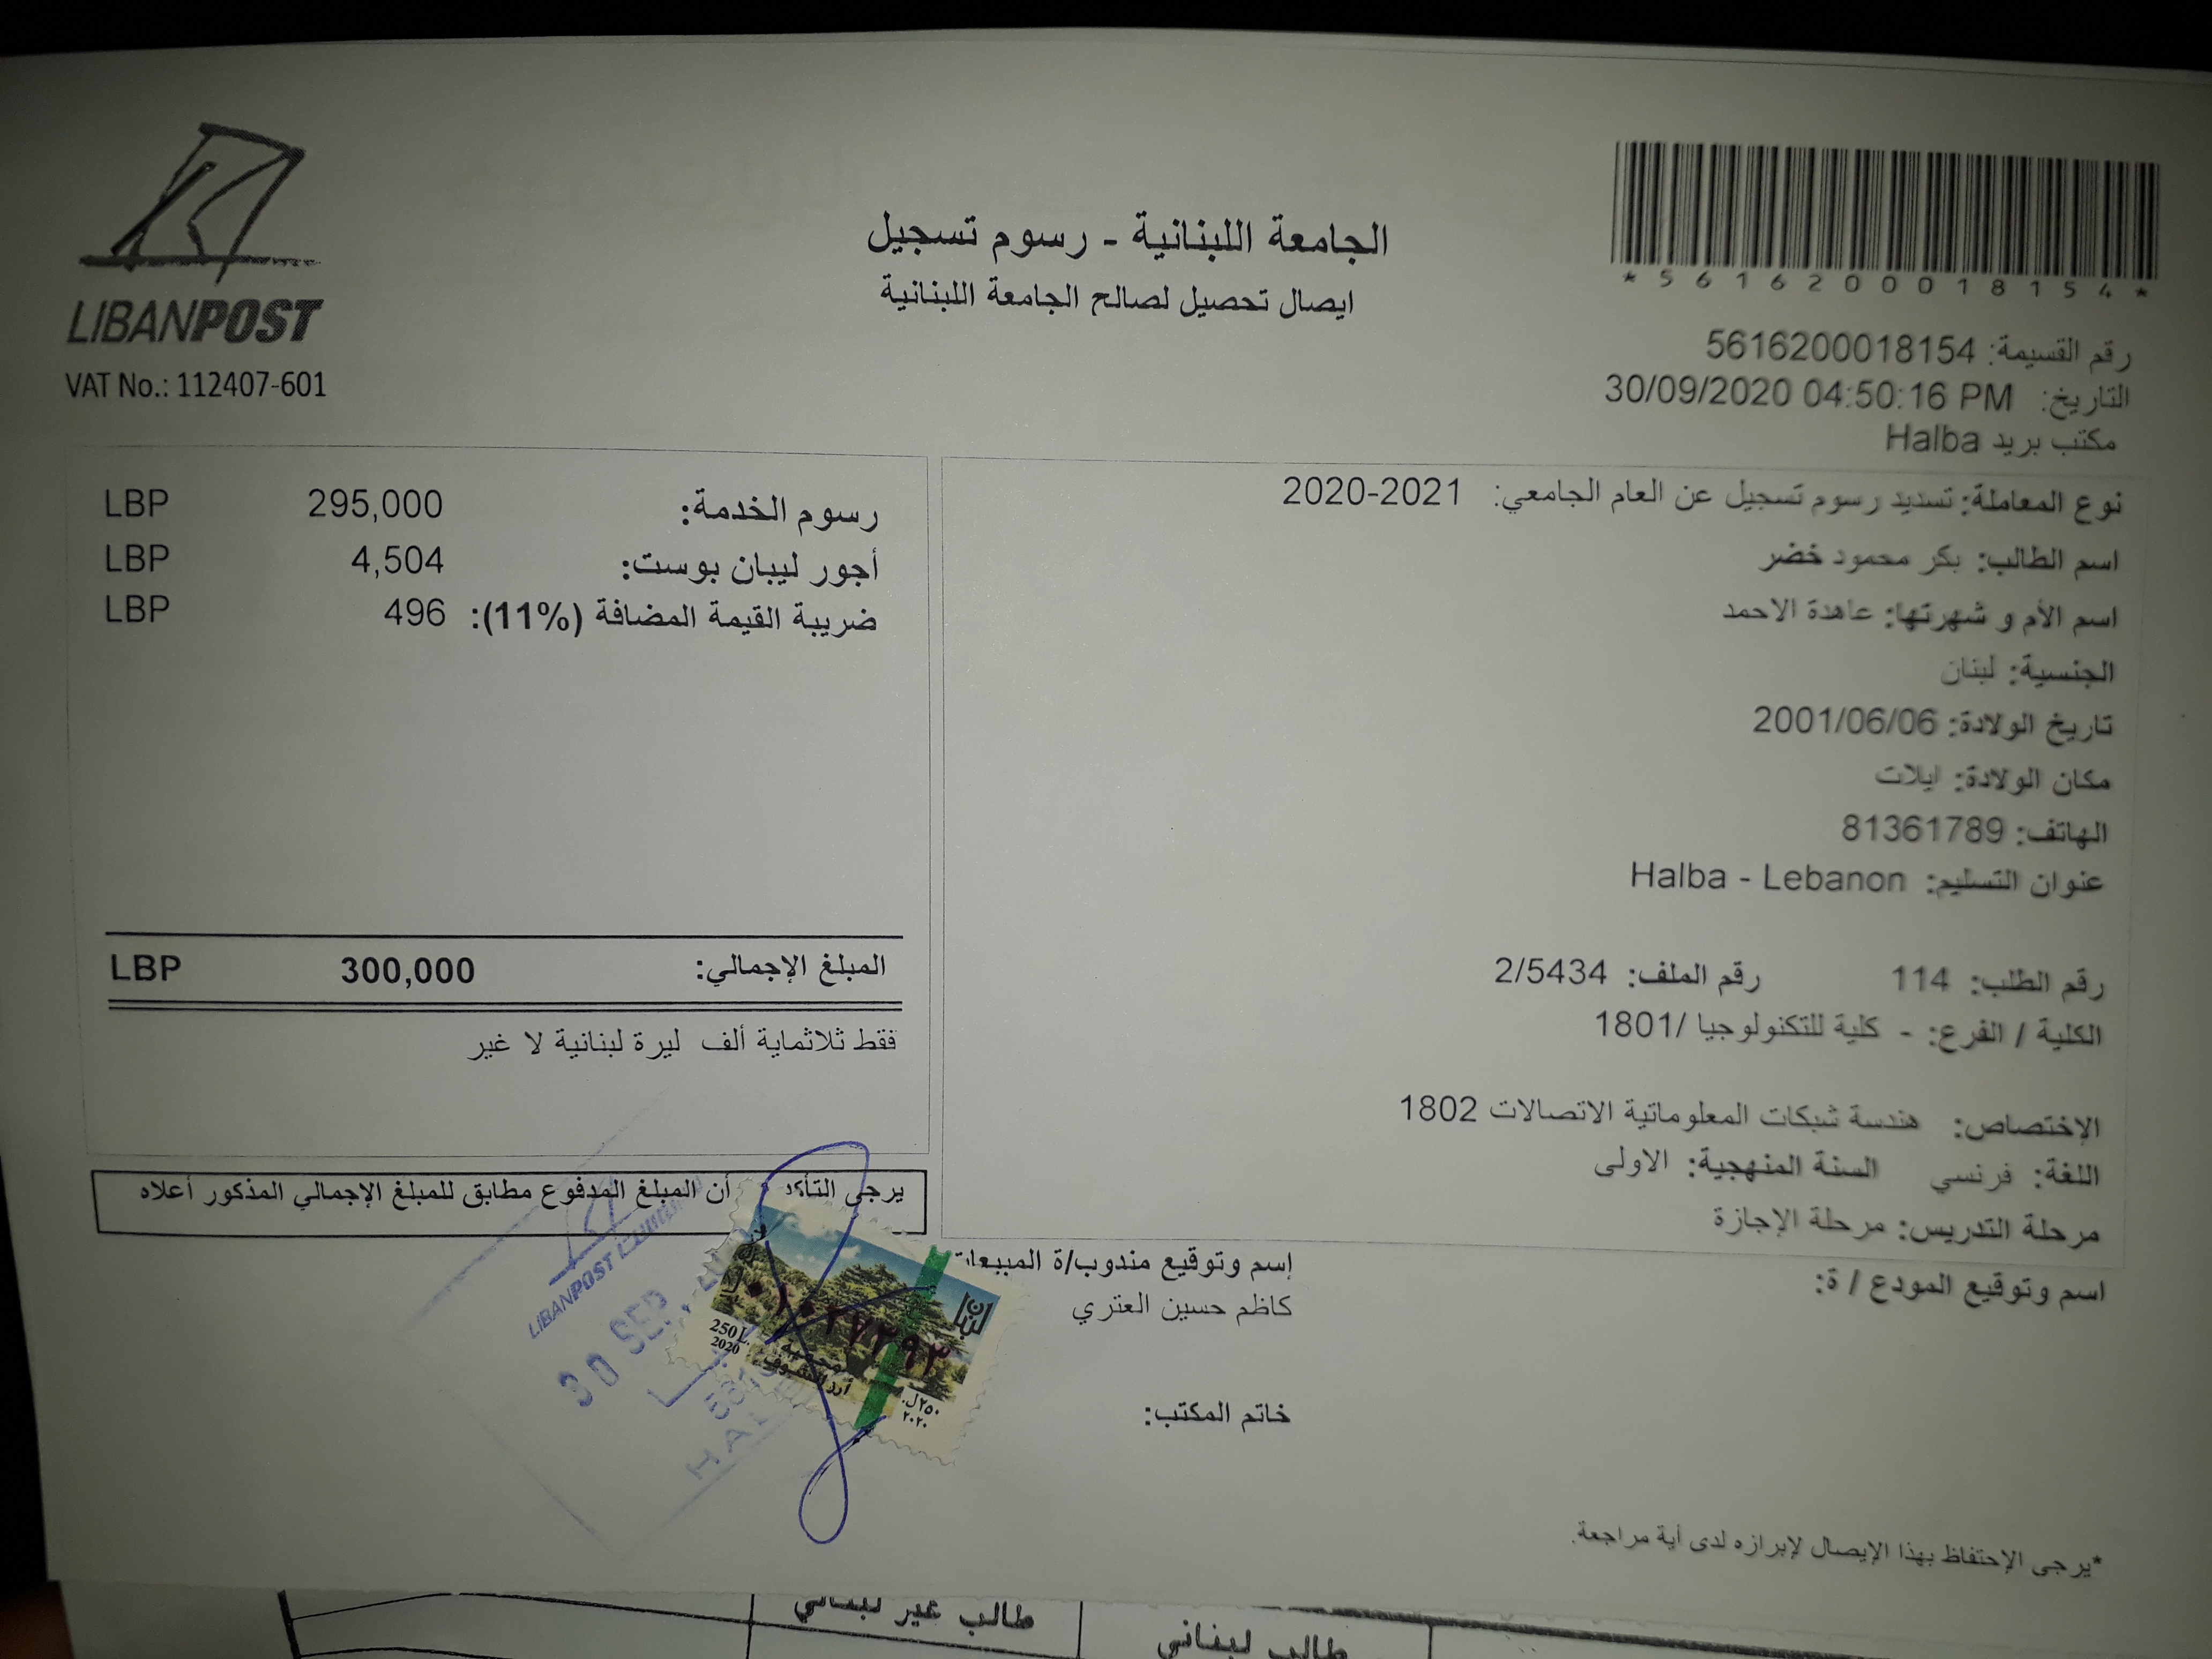 LIBANPOST
VAT No.: 112407-601
الجامعة اللبنانية - رسوم تسجيل
ايصال تحصيل لصالح الجامعة اللبنانية
*5616200018154*
رقم القسيمة: 5616200018154
التاريخ: 30/09/2020 04:50:16 PM
مكتب بريد Halba
نوع المعاملة: تسديد رسوم تسجيل عن العام الجامعي: 2020-2021
اسم الطالب: بكر محمود خضر
اسم الأم و شهرتها: عاهدة الاحمد
الجنسية: لبنان
تاريخ الولادة: 2001/06/06
مكان الولادة: ايلات
الهاتف: 81361789
عنوان التسليم: Halba - Lebanon
رقم الطلب: 114 رقم الملف: 2/5434
الكلية / الفرع: - كلية للتكنولوجيا /1801
الإختصاص: هندسة شبكات المعلوماتية الاتصالات 1802
اللغة: فرنسي السنة المنهجية: الاولى
مرحلة التدريس: مرحلة الإجازة
رسوم الخدمة: 295,000 LBP
أجور ليبان بوست: 4,504 LBP
ضريبة القيمة المضافة (11%): 496 LBP
المبلغ الإجمالي: 300,000 LBP
فقط ثلاثماية ألف ليرة لبنانية لا غير
يرجى التأكد أن المبلغ المدفوع مطابق للمبلغ الإجمالي المذكور أعلاه
اسم وتوقيع المودع / ة:
إسم وتوقيع مندوب/ة المبيعات
كاظم حسين العتري
خاتم المكتب:
LIBANPOST
30 SEP
لبنان
250 L.
2020
محمية
أرز الشوف
٢٥٠ ل.
٢٠٢٠
*يرجى الإحتفاظ بهذا الإيصال لإبرازه لدى أية مراجعة.
طالب لبناني
طالب غير لبناني